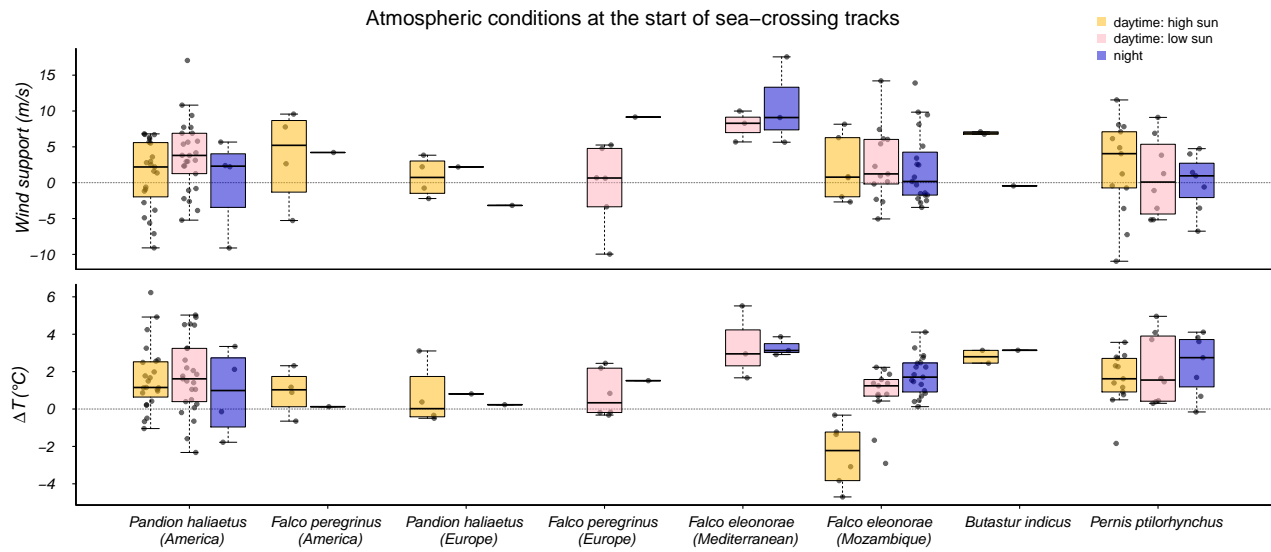 Atmospheric conditions at the start of sea−crossing tracks
daytime: high sun
daytime: low sun
night
Wind support (m/s)
15
10
5
0
−5
−10
ΔT(°C)
6
4
2
0
−2
−4
Pandion haliaetus
(America)
Falco peregrinus
(America)
Pandion haliaetus
(Europe)
Falco peregrinus
(Europe)
Falco eleonorae
(Mediterranean)
Falco eleonorae
(Mozambique)
Butastur indicus
Pernis ptilorhynchus